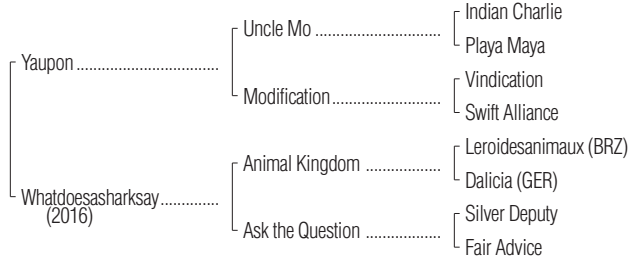 Indian Charlie
Uncle Mo
Playa Maya
Yaupon
Vindication
Modification
Swift Alliance
Leroidesanimaux (BRZ)
Animal Kingdom
Dalicia (GER)
Whatdoesasharksay
(2016)
Silver Deputy
Ask the Question
Fair Advice